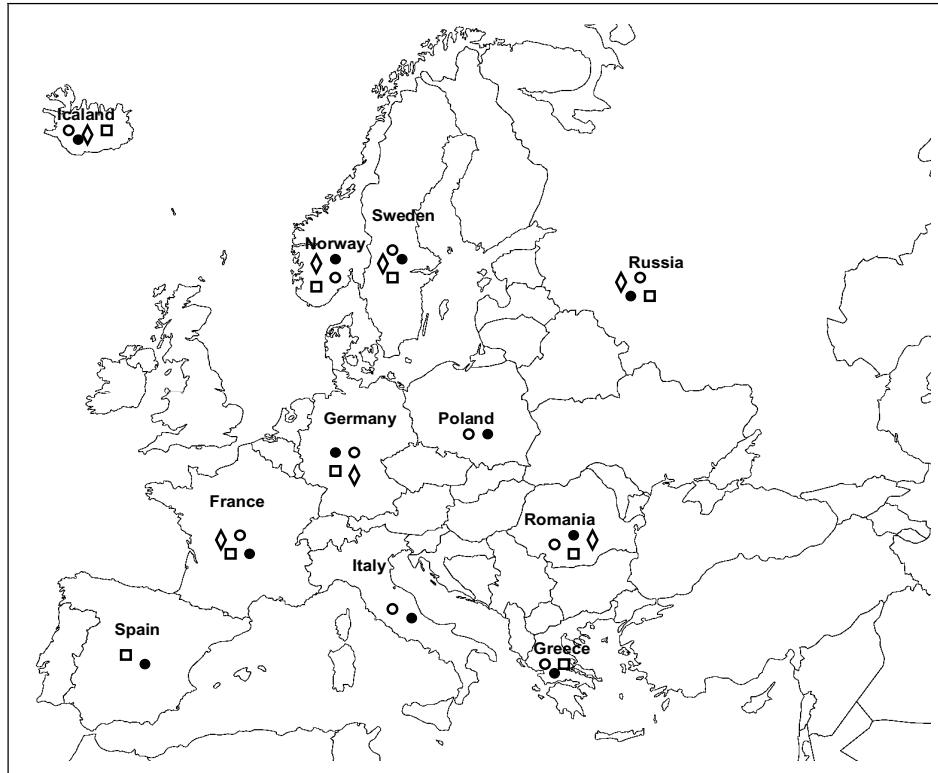 Icaland
Sweden
Norway
Russia
Germany
Poland
France
Romania
Italy
Spain
Greece